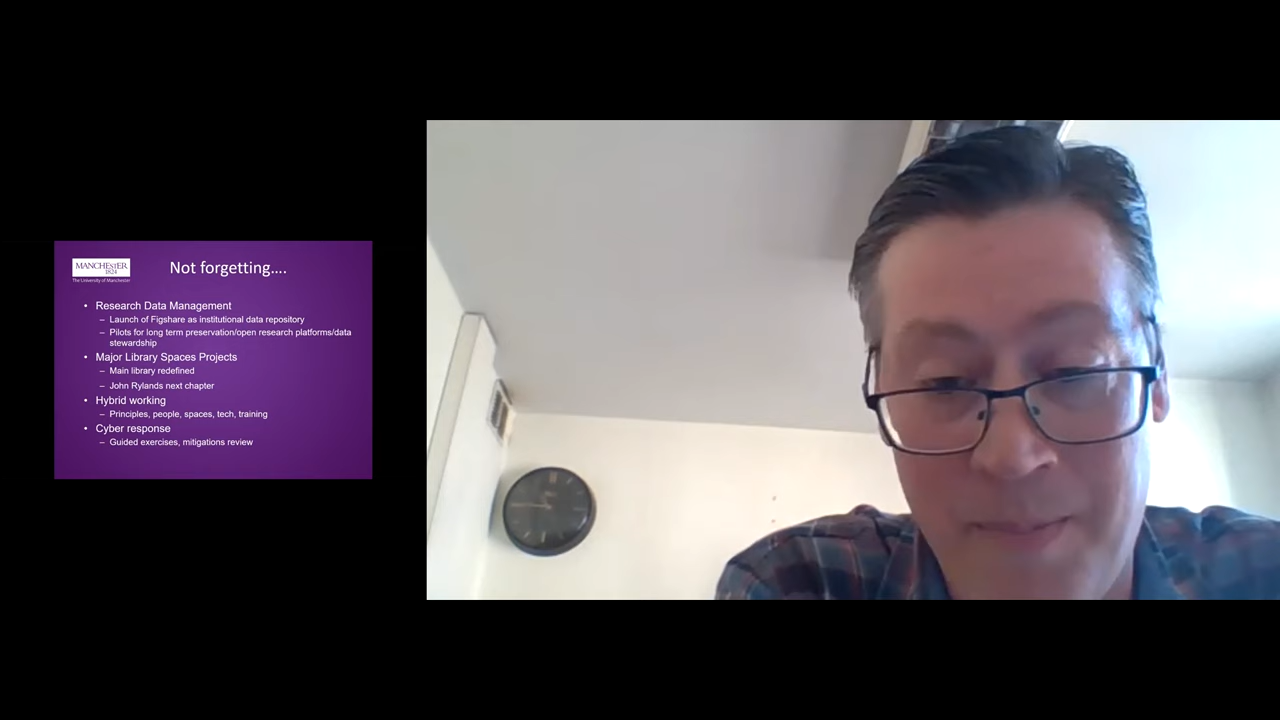 MANCHESTER
1824
The University of Manchester
Not forgetting....
• Research Data Management
– Launch of Figshare as institutional data repository
– Pilots for long term preservation/open research platforms/data
stewardship
• Major Library Spaces Projects
– Main library redefined
– John Rylands next chapter
• Hybrid working
– Principles, people, spaces, tech, training
• Cyber response
– Guided exercises, mitigations review